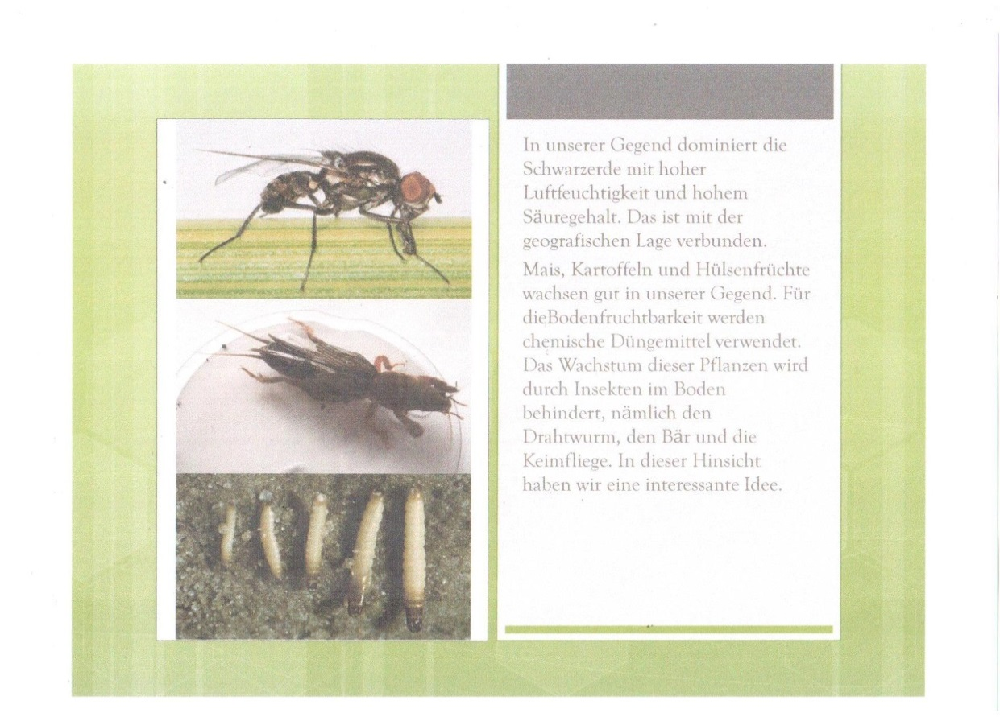 In unserer Gegend dominiert die
Schwarzerde mit hoher
Luftfeuchtigkeit und hohem
Säuregehalt. Das ist mit der
geografischen Lage verbunden.
Mais, Kartoffeln und Hülsenfrüchte
wachsen gut in unserer Gegend. Für
dieBodenfruchtbarkeit werden
chemische Düngemittel verwendet.
Das Wachstum dieser Pflanzen wird
durch Insekten im Boden
behindert, nämlich den
Drahtwurm, den Bär und die
Keimfliege. In dieser Hinsicht
haben wir eine interessante Idee.